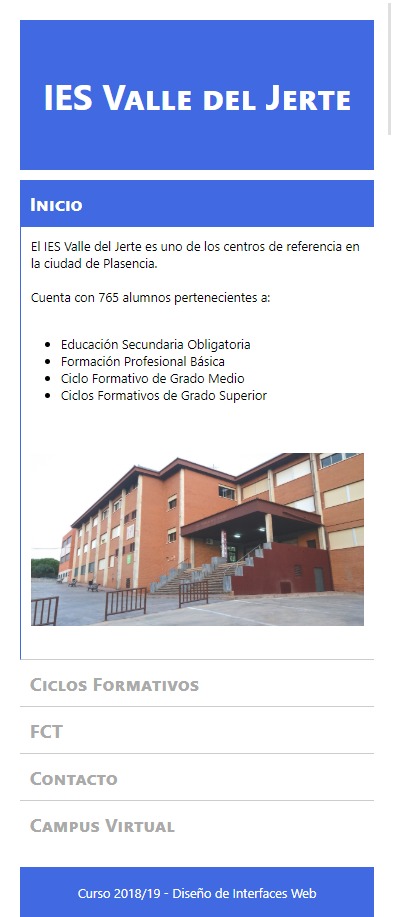 IES Valle del Jerte
Inicio
El IES Valle del Jerte es uno de los centros de referencia en
la ciudad de Plasencia.
Cuenta con 765 alumnos pertenecientes a:
Educación Secundaria Obligatoria
Formación Profesional Básica
Ciclo Formativo de Grado Medio
Ciclos Formativos de Grado Superior
Ciclos Formativos
FCT
Contacto
Campus Virtual
Curso 2018/19 - Diseño de Interfaces Web